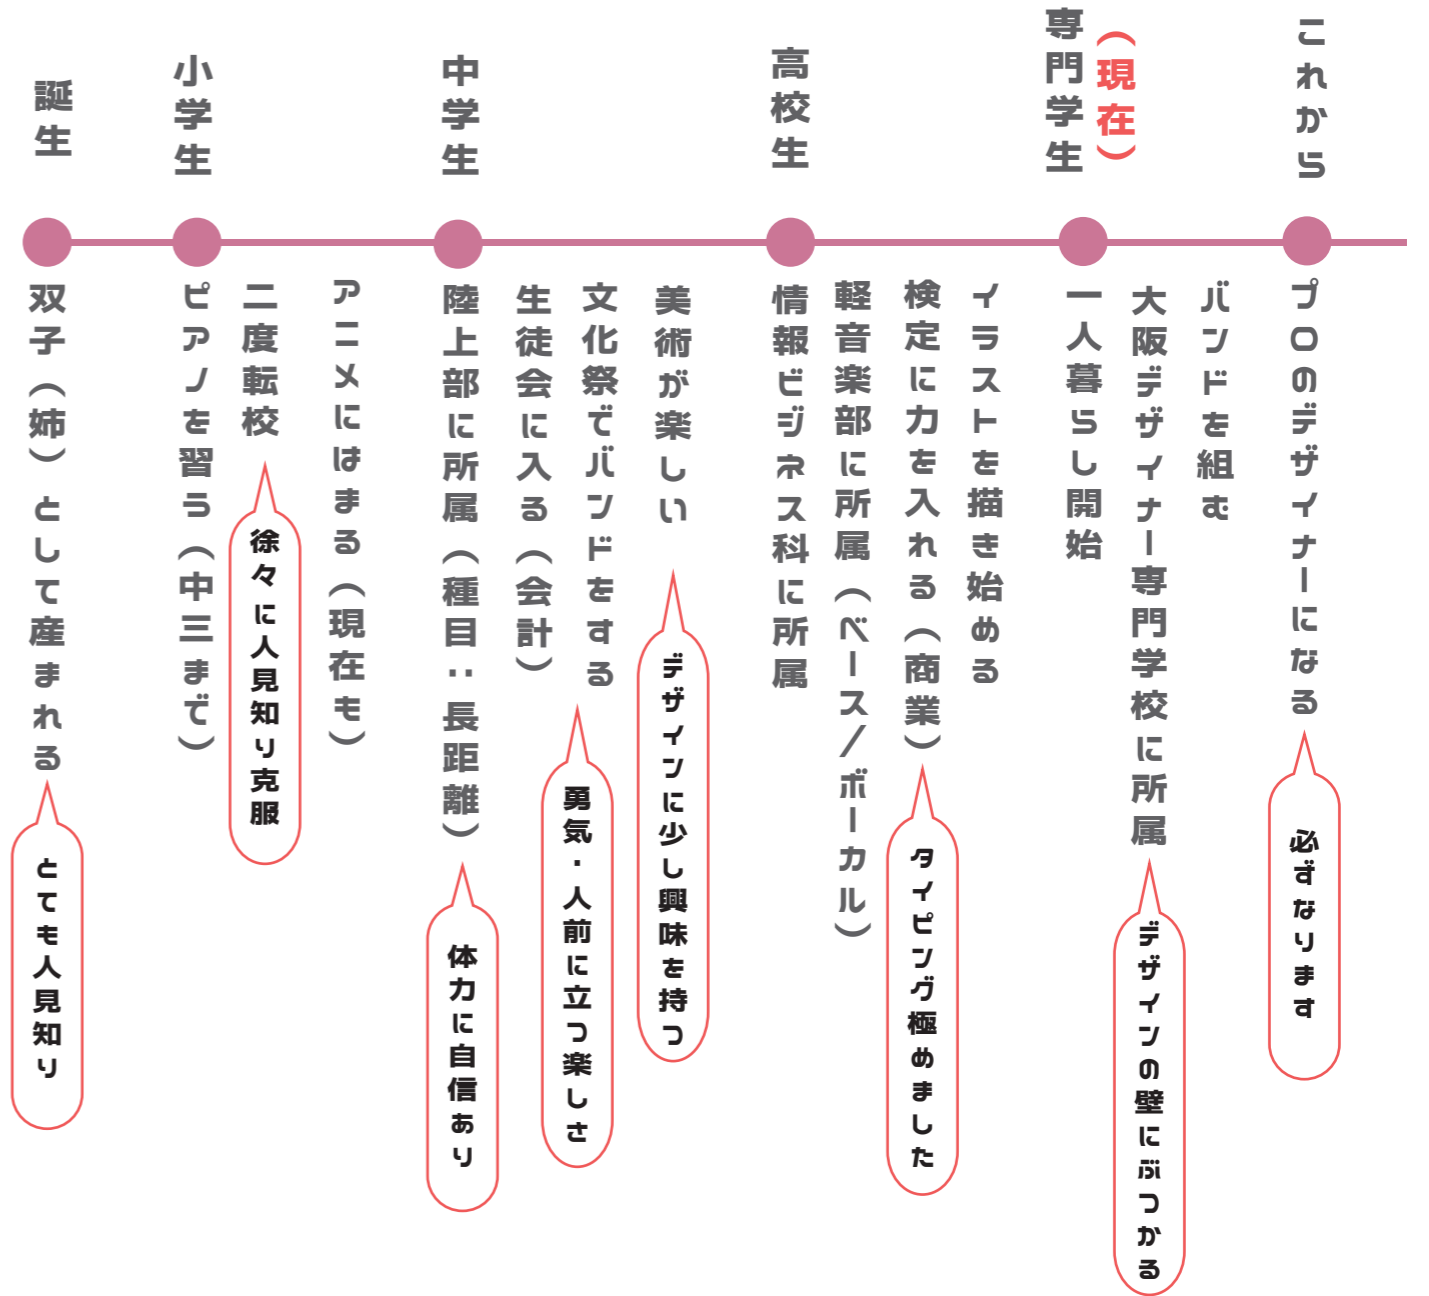 誕生
双子（姉）として産まれる
とても人見知り
小学生
ピアノを習う（中三まで）
二度転校
徐々に人見知り克服
アニメにはまる（現在も）
中学生
陸上部に所属（種目：長距離）
体力に自信あり
生徒会に入る（会計）
文化祭でバンドをする
勇気・人前に立つ楽しさ
美術が楽しい
デザインに少し興味を持つ
高校生
情報ビジネス科に所属
軽音楽部に所属（ベース/ボーカル）
検定に力を入れる（商業）
タイピング極めました
イラストを描き始める
専門学生
（現在）
一人暮らし開始
大阪デザイナー専門学校に所属
デザインの壁にぶつかる
バンドを組む
これから
プロのデザイナーになる
必ずなります